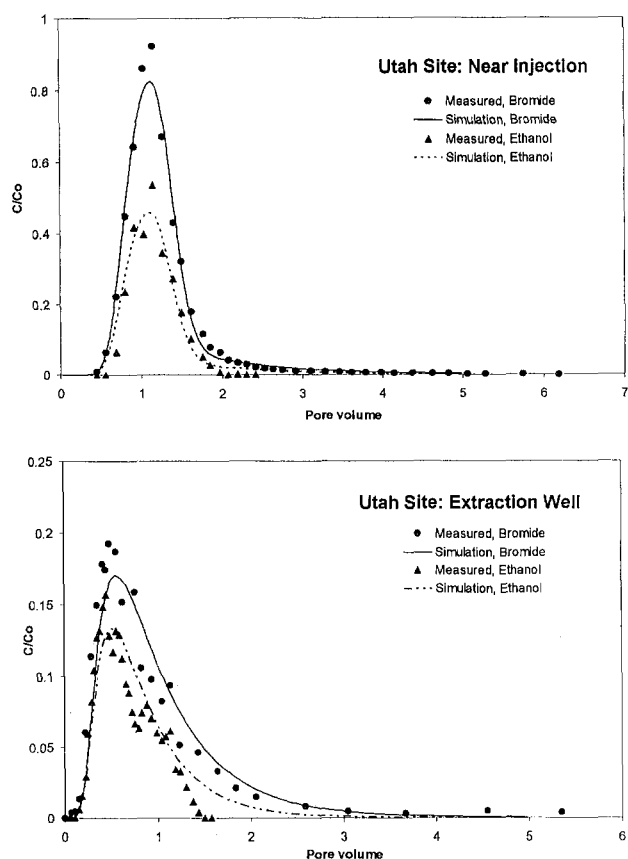 1
0.8
0.6
0.4
0.2
0
C/Co
0 1 2 3 4 5 6 7
Pore volume
Utah Site: Near Injection
Measured, Bromide
Simulation, Bromide
Measured, Ethanol
Simulation, Ethanol
0.25
0.2
0.15
0.1
0.05
0
C/Co
0 1 2 3 4 5 6
Pore volume
Utah Site: Extraction Well
Measured, Bromide
Simulation, Bromide
Measured, Ethanol
Simulation, Ethanol